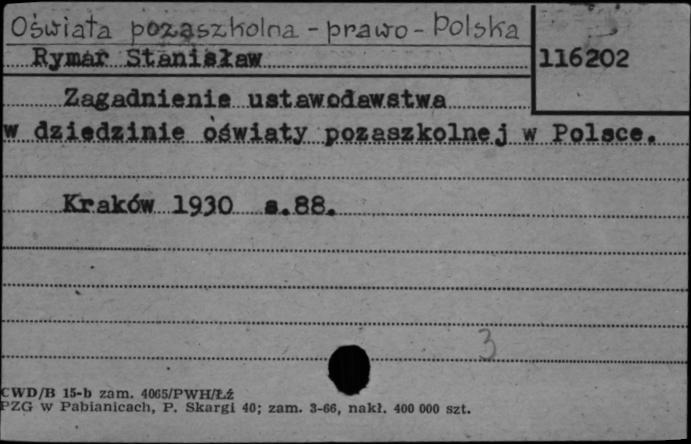 Oświata pozaszkolna - prawo - Polska
Rymar Stanisław
116202
Zagadnienie ustawodawstwa
w dziedzinie oświaty pozaszkolnej w Polsce.
Kraków 1930 s.88.
3
CWD/B 15-b zam. 4065/PWH/Łź
PZG w Pabianicach, P. Skargi 40; zam. 3-66, nakł. 400 000 szt.